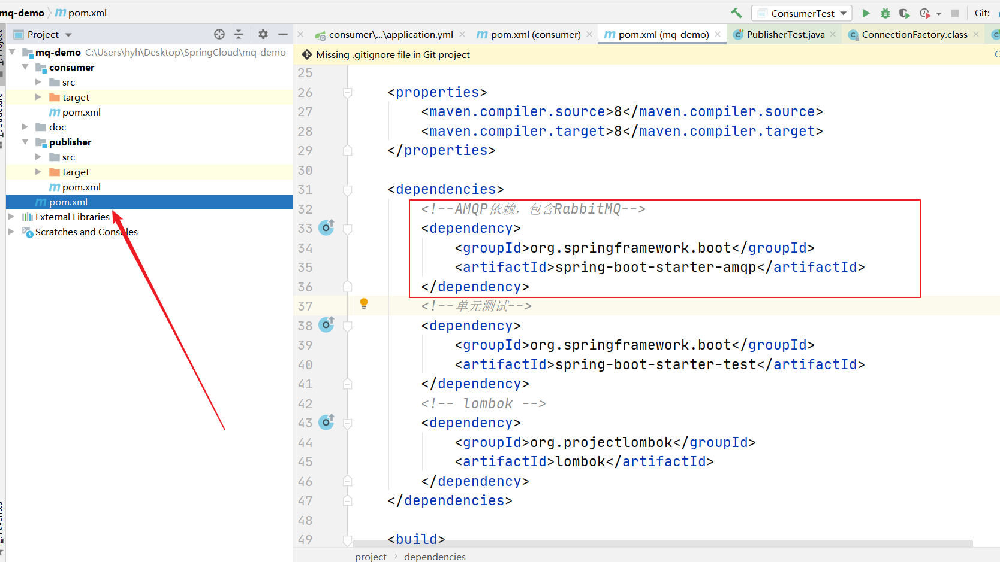 mq-demo pom.xml
ConsumerTest
Git:
Project
consumer\...\application.yml
pom.xml (consumer)
pom.xml (mq-demo)
PublisherTest.java
ConnectionFactory.class
Missing .gitignore file in Git project
mq-demo C:\Users\hyh\Desktop\SpringCloud\mq-demo
consumer
src
target
pom.xml
doc
publisher
src
target
pom.xml
pom.xml
External Libraries
Scratches and Consoles
25
26 <properties>
27 <maven.compiler.source>8</maven.compiler.source>
28 <maven.compiler.target>8</maven.compiler.target>
29 </properties>
30
31 <dependencies>
32 <!--AMQP依赖，包含RabbitMQ-->
33 <dependency>
34 <groupId>org.springframework.boot</groupId>
35 <artifactId>spring-boot-starter-amqp</artifactId>
36 </dependency>
37 <!--单元测试-->
38 <dependency>
39 <groupId>org.springframework.boot</groupId>
40 <artifactId>spring-boot-starter-test</artifactId>
41 </dependency>
42 <!-- lombok -->
43 <dependency>
44 <groupId>org.projectlombok</groupId>
45 <artifactId>lombok</artifactId>
46 </dependency>
47 </dependencies>
48
49 <build>
project › dependencies